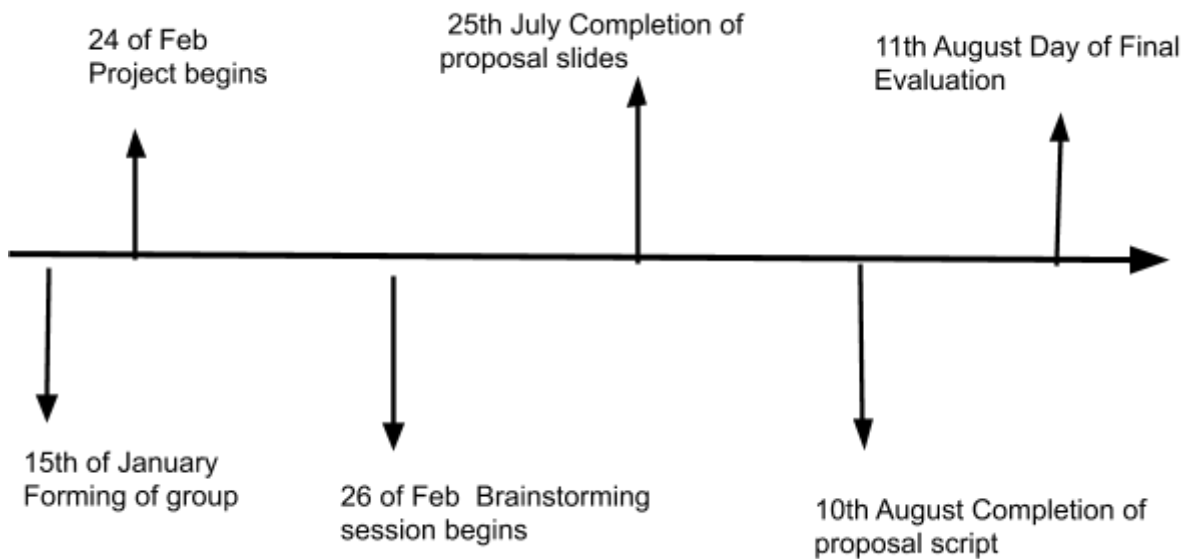 24 of Feb
Project begins
25th July Completion of
proposal slides
11th August Day of Final
Evaluation
15th of January
Forming of group
26 of Feb  Brainstorming
session begins
10th August Completion of
proposal script